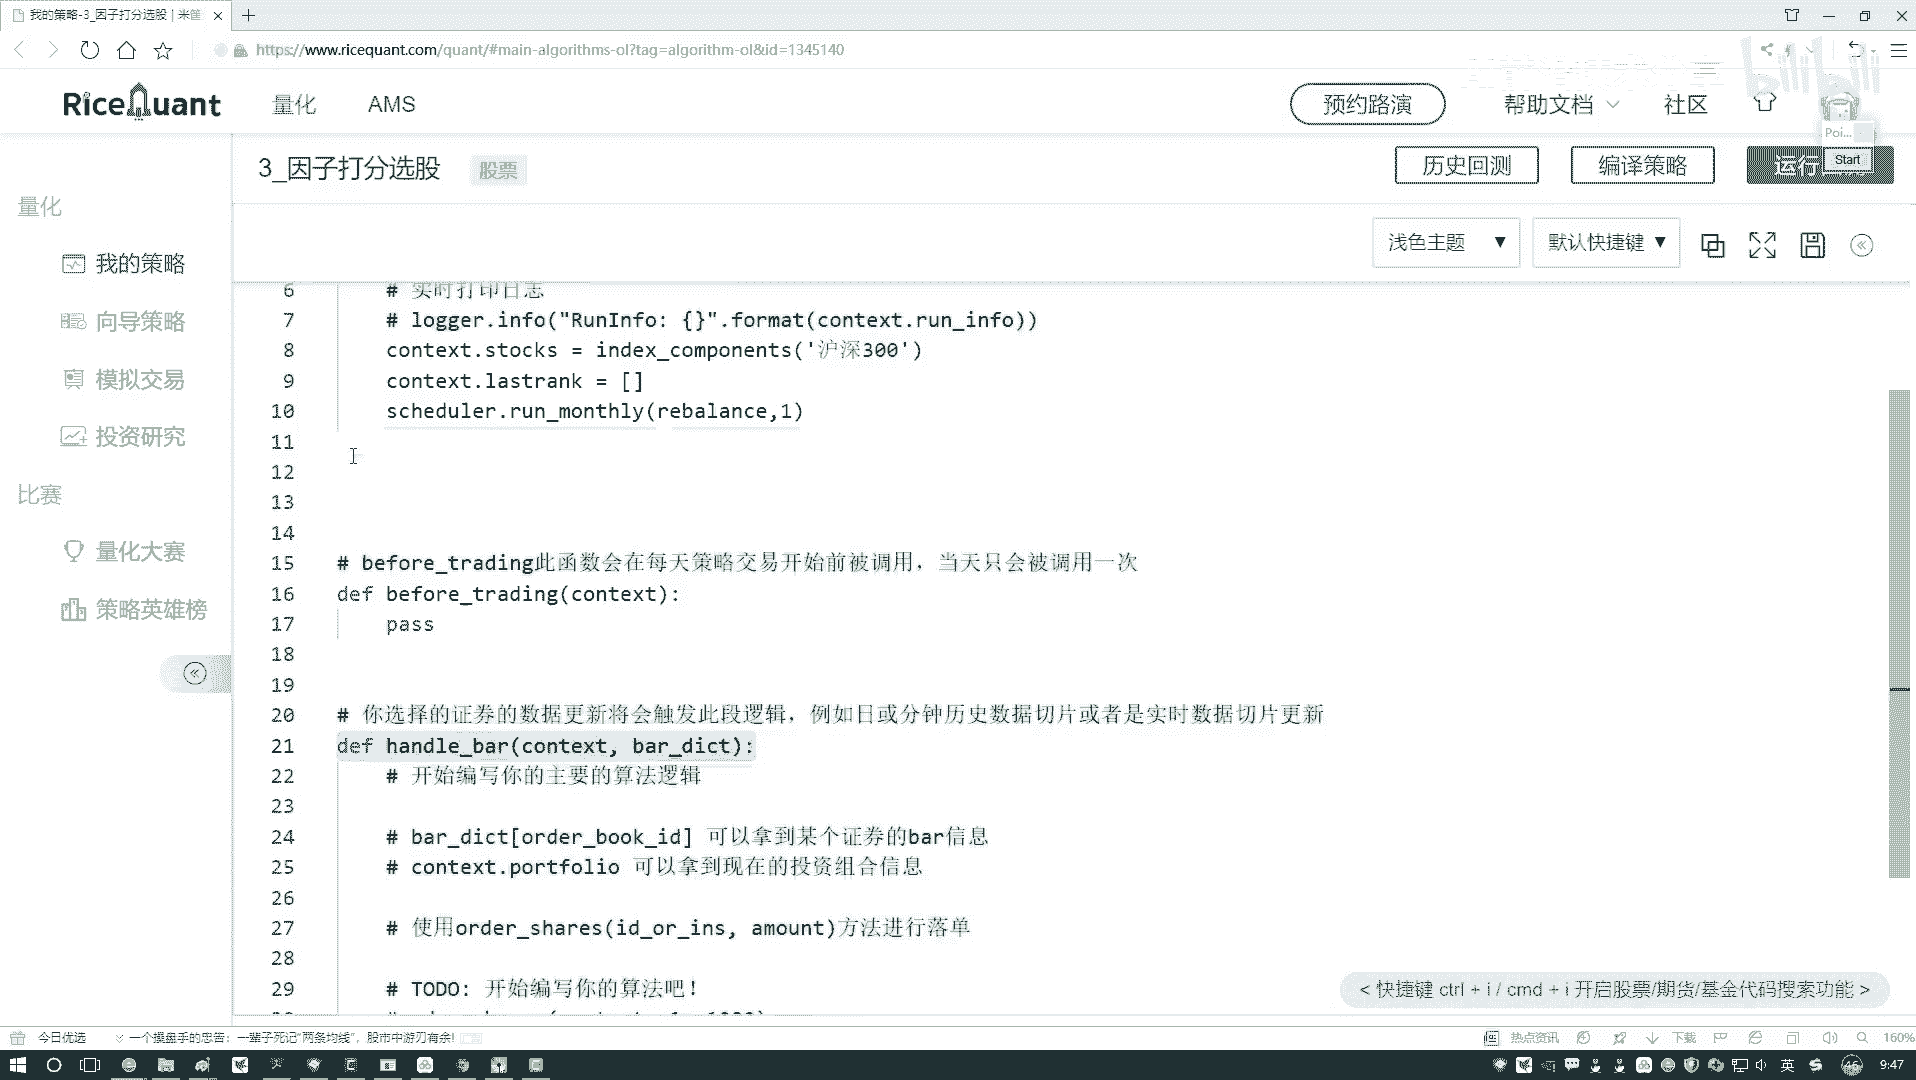 我的策略-3_因子打分选股 | 米筐
https://www.ricequant.com/quant/#main-algorithms-ol?tag=algorithm-ol&id=1345140
bilibili
RiceQuant
量化
AMS
预约路演
帮助文档
社区
Poi...
Start
3_因子打分选股
股票
历史回测
编译策略
运行
浅色主题 ▼
默认快捷键 ▼
量化
我的策略
向导策略
模拟交易
投资研究
比赛
量化大赛
策略英雄榜
6 # 实时打印日志
7 # logger.info("RunInfo: {}".format(context.run_info))
8 context.stocks = index_components('沪深300')
9 context.lastrank = []
10 scheduler.run_monthly(rebalance,1)
11
12
13
14
15 # before_trading此函数会在每天策略交易开始前被调用，当天只会被调用一次
16 def before_trading(context):
17 pass
18
19
20 # 你选择的证券的数据更新将会触发此段逻辑，例如日或分钟历史数据切片或者是实时数据切片更新
21 def handle_bar(context, bar_dict):
22 # 开始编写你的主要的算法逻辑
23
24 # bar_dict[order_book_id] 可以拿到某个证券的bar信息
25 # context.portfolio 可以拿到现在的投资组合信息
26
27 # 使用order_shares(id_or_ins, amount)方法进行落单
28
29 # TODO: 开始编写你的算法吧！
< 快捷键 ctrl + i / cmd + i 开启股票/期货/基金代码搜索功能 >
今日优选
一个操盘手的忠告：一辈子死记“两条均线”，股市中游刃有余!
热点资讯
下载
160%
英
46
9:47